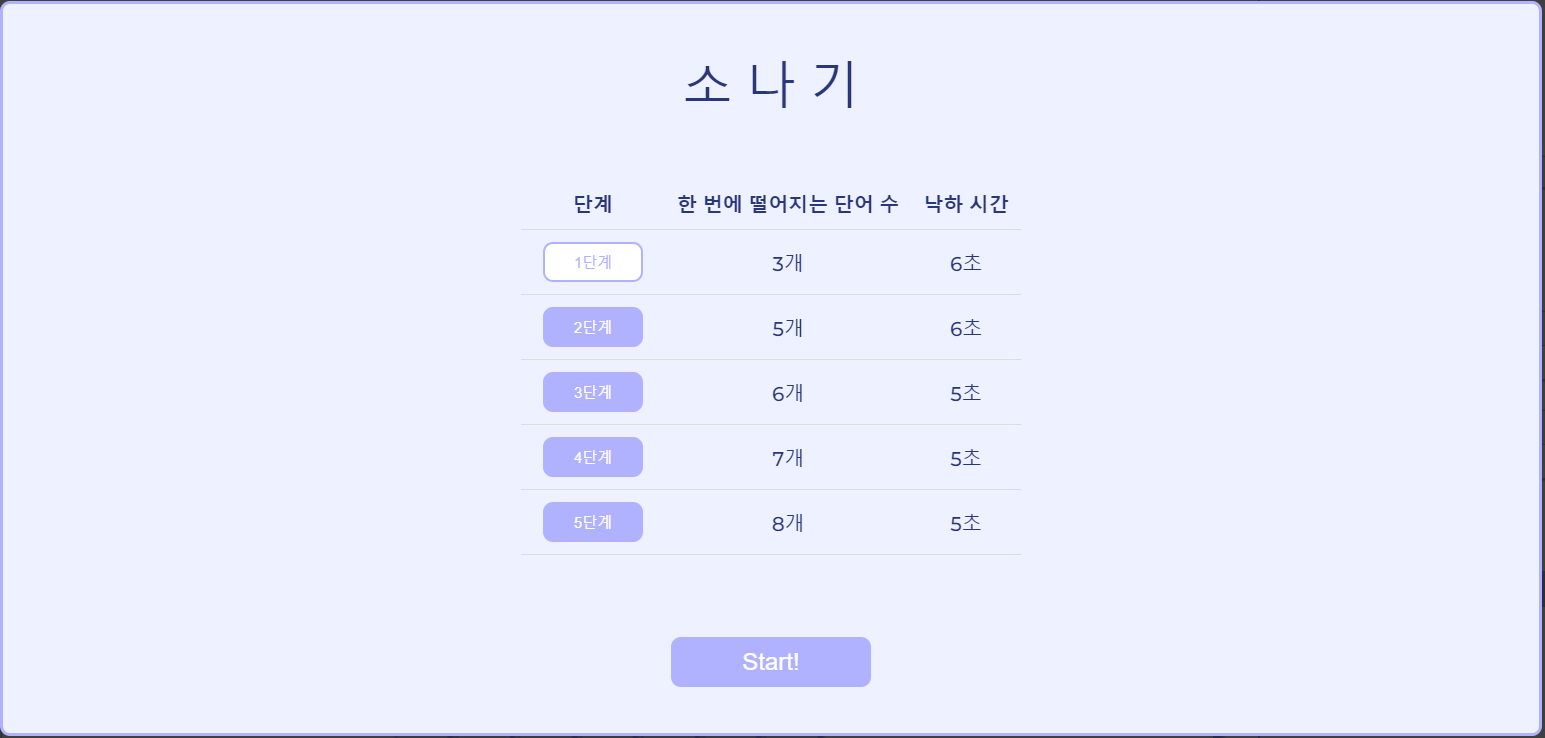 소 나 기
단계 한 번에 떨어지는 단어 수 낙하 시간
1단계 3개 6초
2단계 5개 6초
3단계 6개 5초
4단계 7개 5초
5단계 8개 5초
Start!